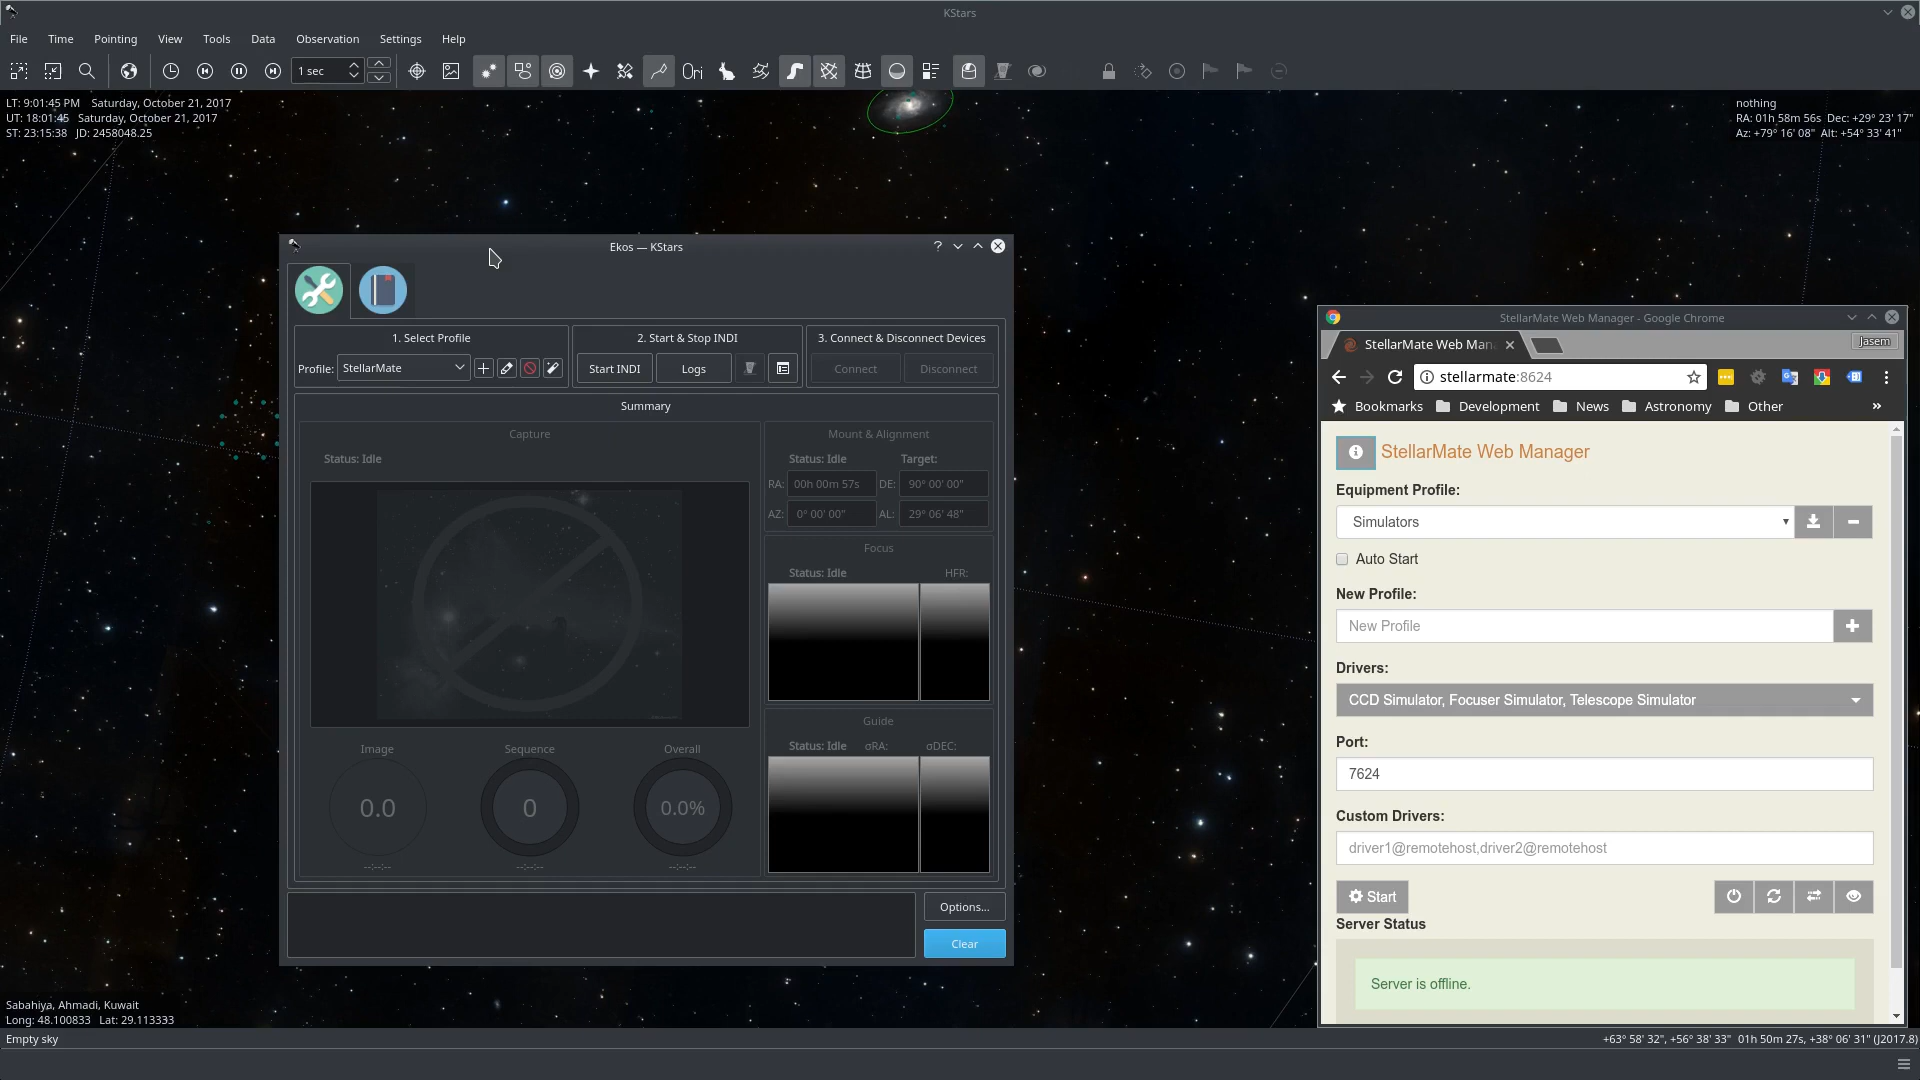 KStars
File Time Pointing View Tools Data Observation Settings Help
1 sec
Ori
LT: 9:01:45 PM Saturday, October 21, 2017
UT: 18:01:45 Saturday, October 21, 2017
ST: 23:15:38 JD: 2458048.25
nothing
RA: 01h 58m 56s Dec: +29° 23' 17"
Az: +79° 16' 08" Alt: +54° 33' 41"
Ekos — KStars
1. Select Profile
2. Start & Stop INDI
3. Connect & Disconnect Devices
Profile: StellarMate
Start INDI Logs
Connect Disconnect
Summary
Capture
Status: Idle
Mount & Alignment
Status: Idle Target:
RA: 00h 00m 57s DE: 90° 00' 00"
AZ: 0° 00' 00" AL: 29° 06' 48"
Focus
Status: Idle HFR:
Guide
Status: Idle σRA: σDEC:
Image Sequence Overall
0.0 0 0.0%
--:--:-- --:--:-- --:--:--
Options...
Clear
StellarMate Web Manager - Google Chrome
StellarMate Web Man
Jasem
stellarmate:8624
Bookmarks Development News Astronomy Other »
StellarMate Web Manager
Equipment Profile:
Simulators
Auto Start
New Profile:
New Profile
Drivers:
CCD Simulator, Focuser Simulator, Telescope Simulator
Port:
7624
Custom Drivers:
driver1@remotehost,driver2@remotehost
Start
Server Status
Server is offline.
Sabahiya, Ahmadi, Kuwait
Long: 48.100833 Lat: 29.113333
Empty sky
+63° 58' 32", +56° 38' 33" 01h 50m 27s, +38° 06' 31" (J2017.8)